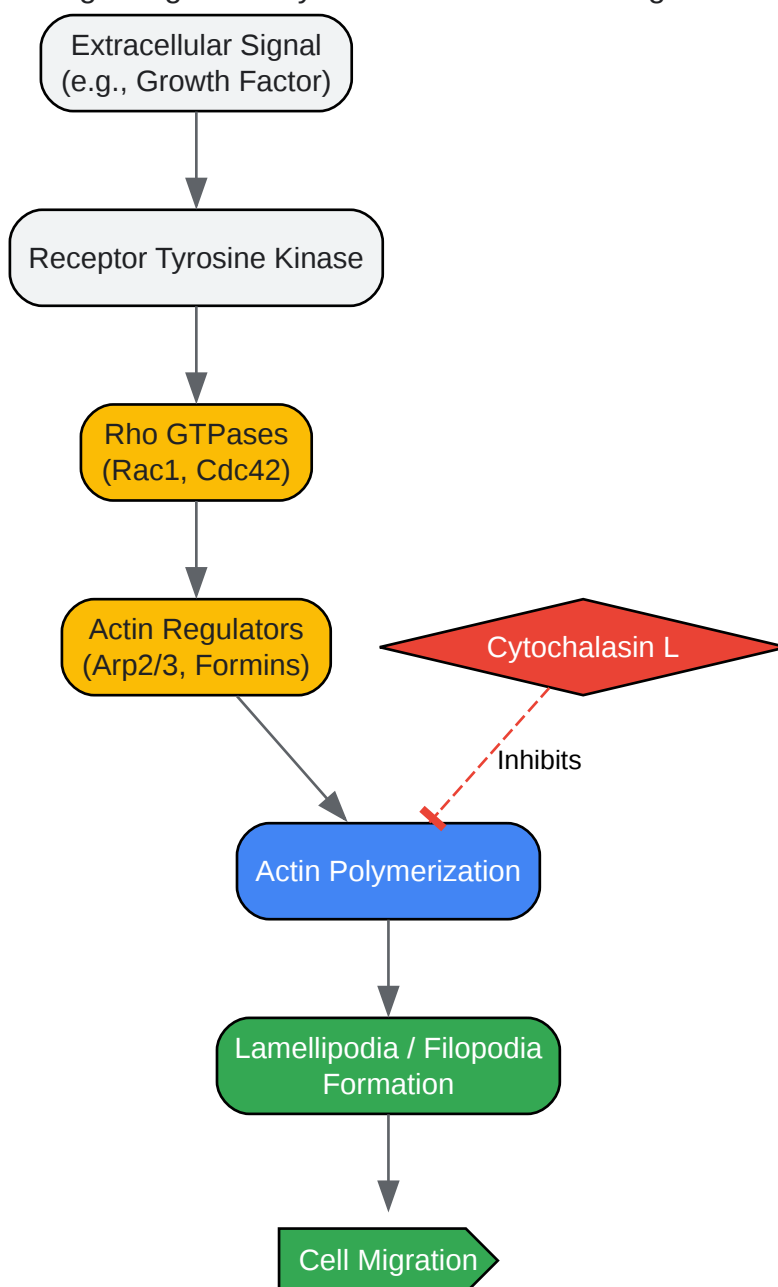 Extracellular Signal
(e.g., Growth Factor)
Receptor Tyrosine Kinase
Rho GTPases
(Rac1, Cdc42)
Actin Regulators
(Arp2/3, Formins)
Cytochalasin L
Inhibits
Actin Polymerization
Lamellipodia / Filopodia
Formation
Cell Migration